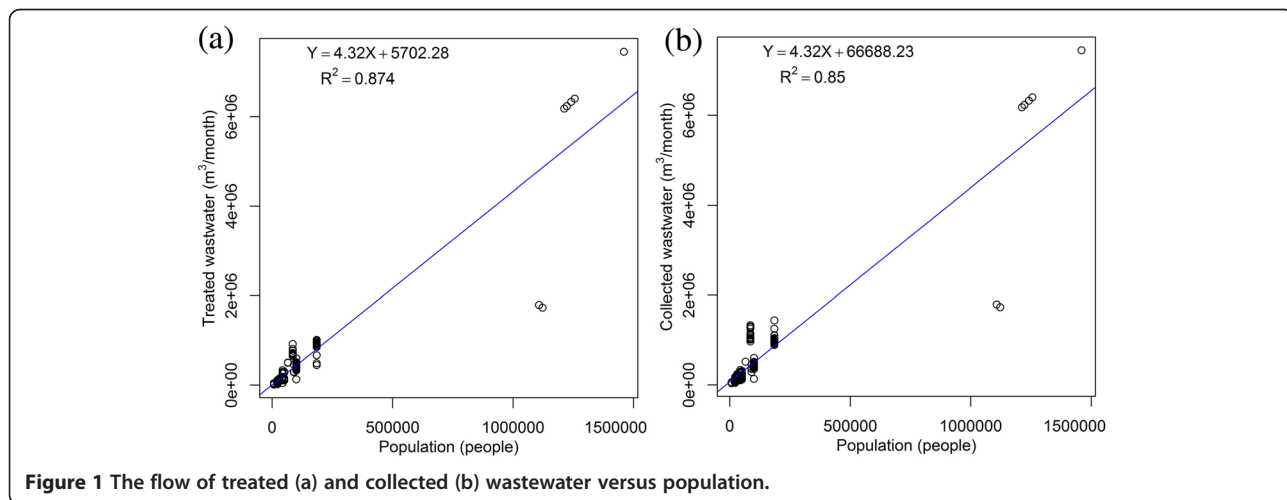 (a)
Y = 4.32X + 5702.28
R² = 0.874
Treated wastwater (m³/month)
6e+06
4e+06
2e+06
0e+00
0 500000 1000000 1500000
Population (people)
(b)
Y = 4.32X + 66688.23
R² = 0.85
Collected wastwater (m³/month)
6e+06
4e+06
2e+06
0e+00
0 500000 1000000 1500000
Population (people)
Figure 1 The flow of treated (a) and collected (b) wastewater versus population.